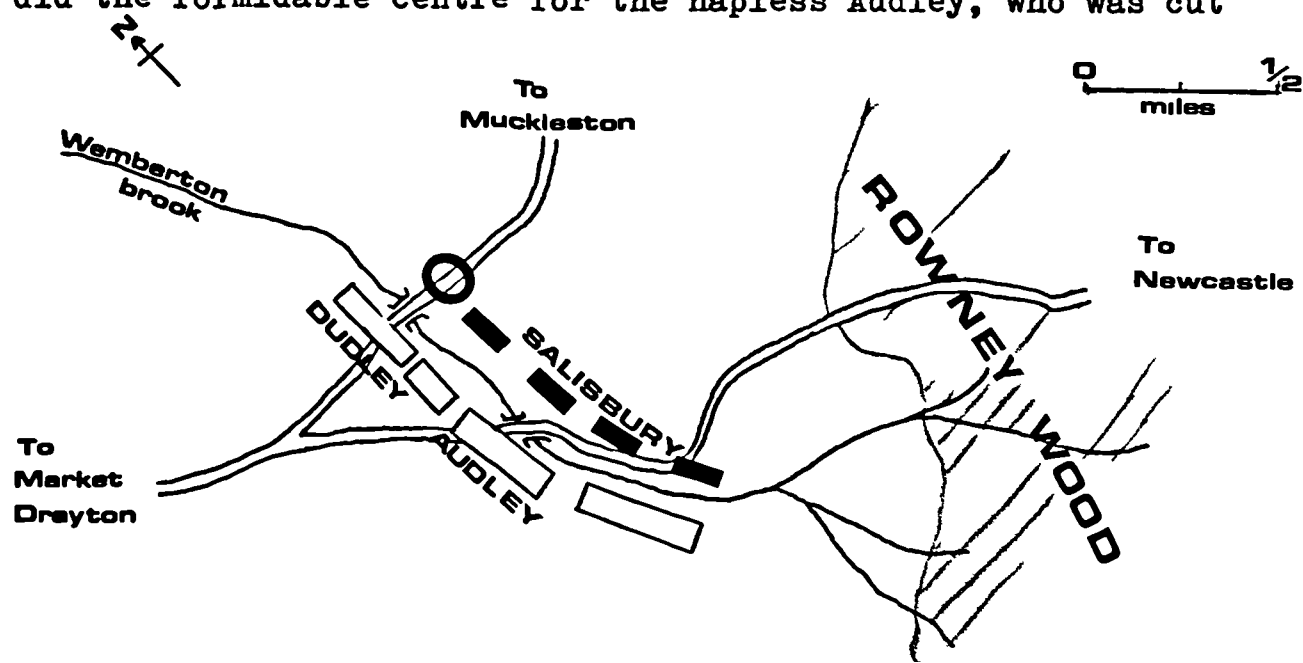 did the formidable centre for the hapless Audley, who was cut
N
0 1/2
miles
To
Muckleston
Wemberton
brook
ROWNEY WOOD
To
Newcastle
DUDLEY
SALISBURY
AUDLEY
To
Market
Drayton